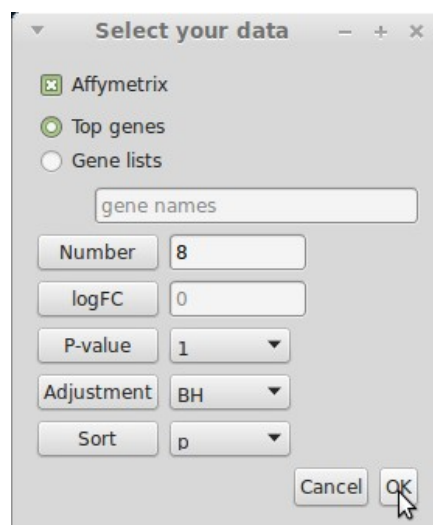 Select your data
Affymetrix
Top genes
Gene lists
gene names
Number 8
logFC 0
P-value 1
Adjustment BH
Sort p
Cancel OK